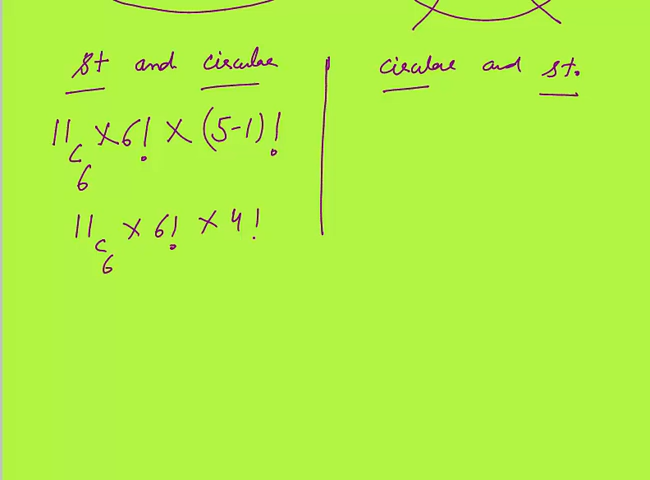 st and circular
11C6 × 6! × (5-1)!
11C6 × 6! × 4!
circular and st.